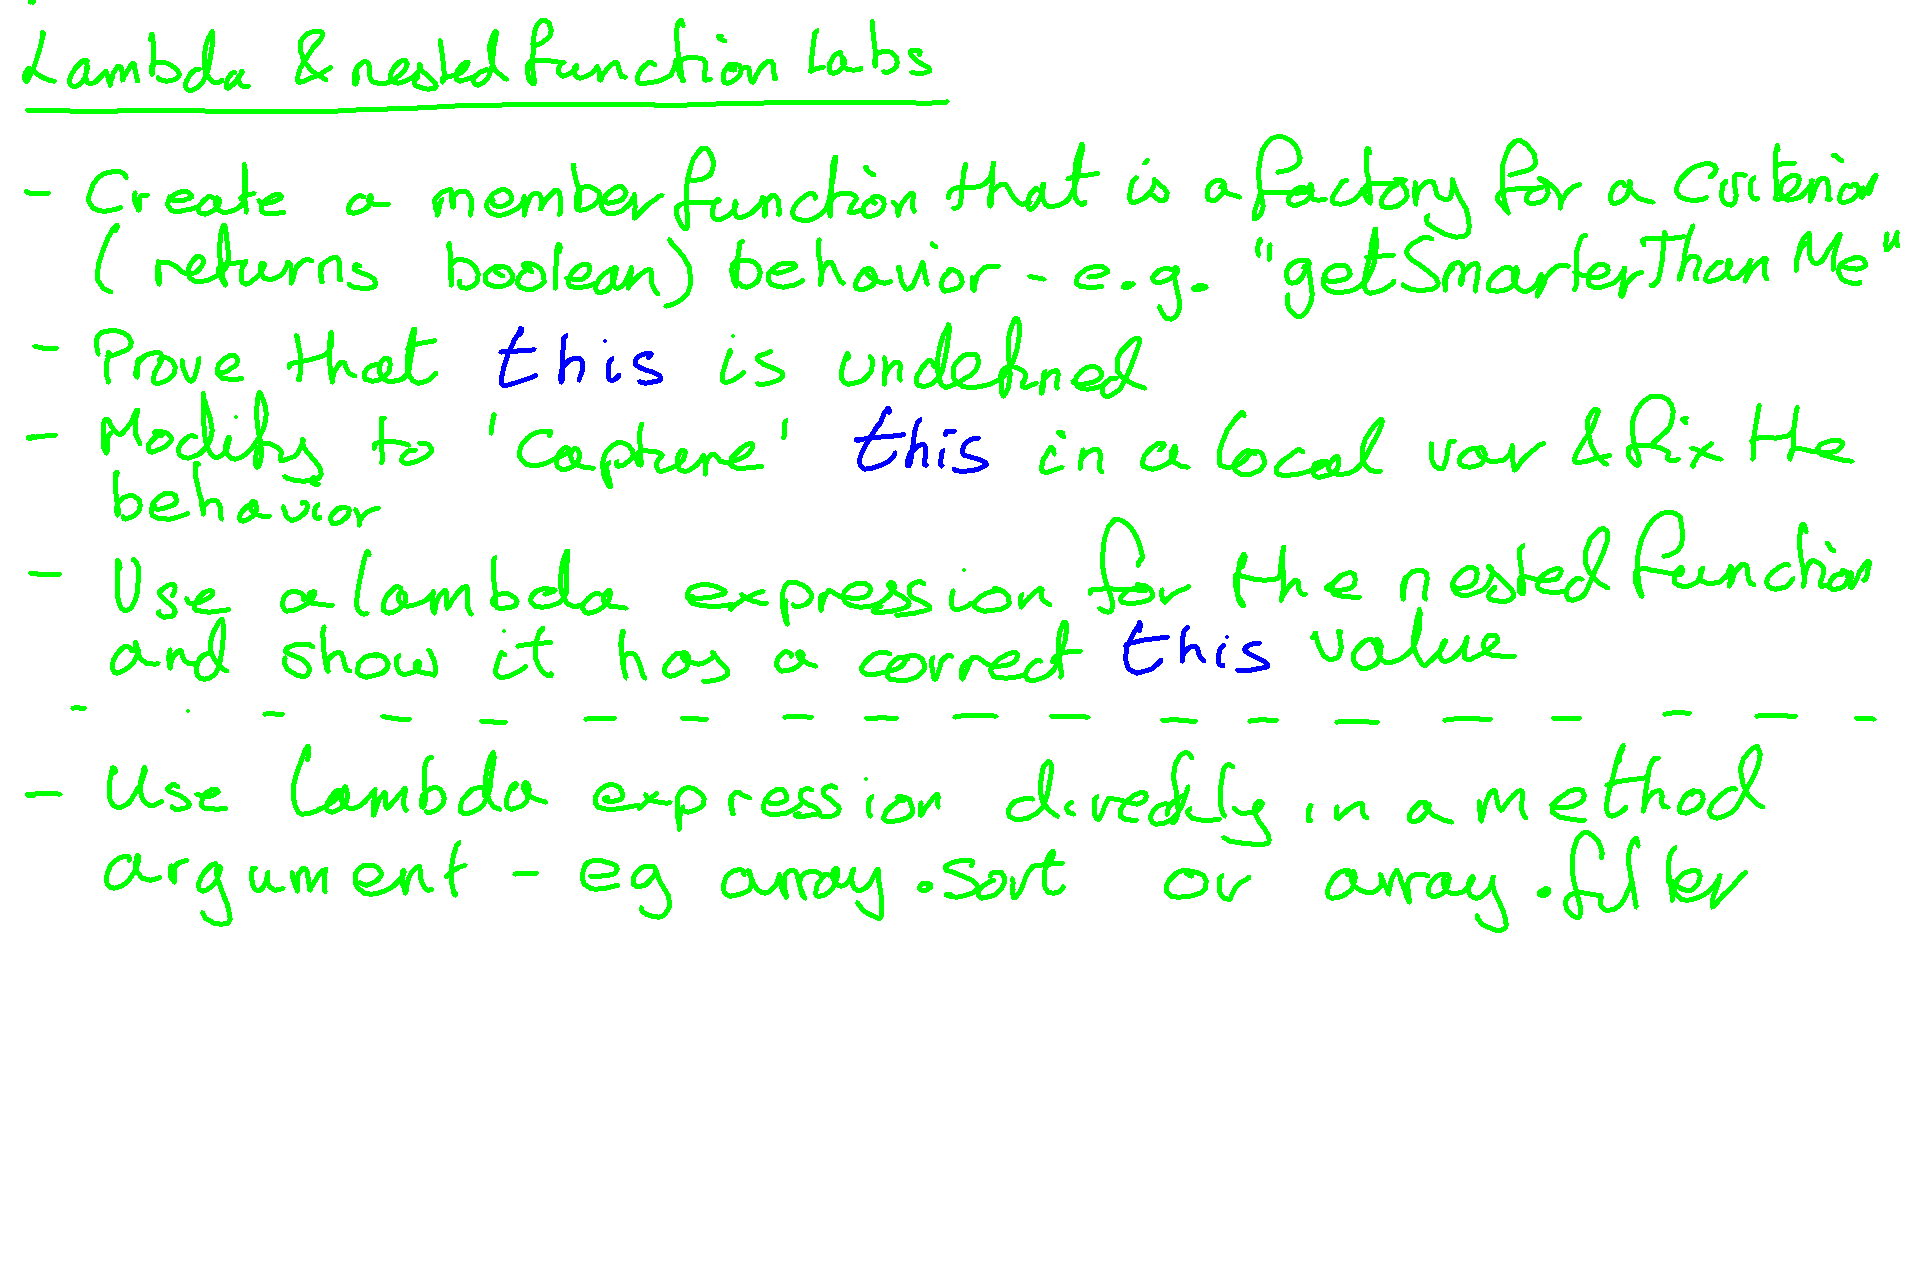 Lambda & nested function labs
- Create a member function that is a factory for a Criterion
(returns boolean) behavior - e.g. "getSmarterThanMe"
- Prove that this is undefined
- Modify to 'capture' this in a local var & fix the
behavior
- Use a lambda expression for the nested function
and show it has a correct this value
- Use lambda expression directly in a method
argument - eg array.sort or array.filter